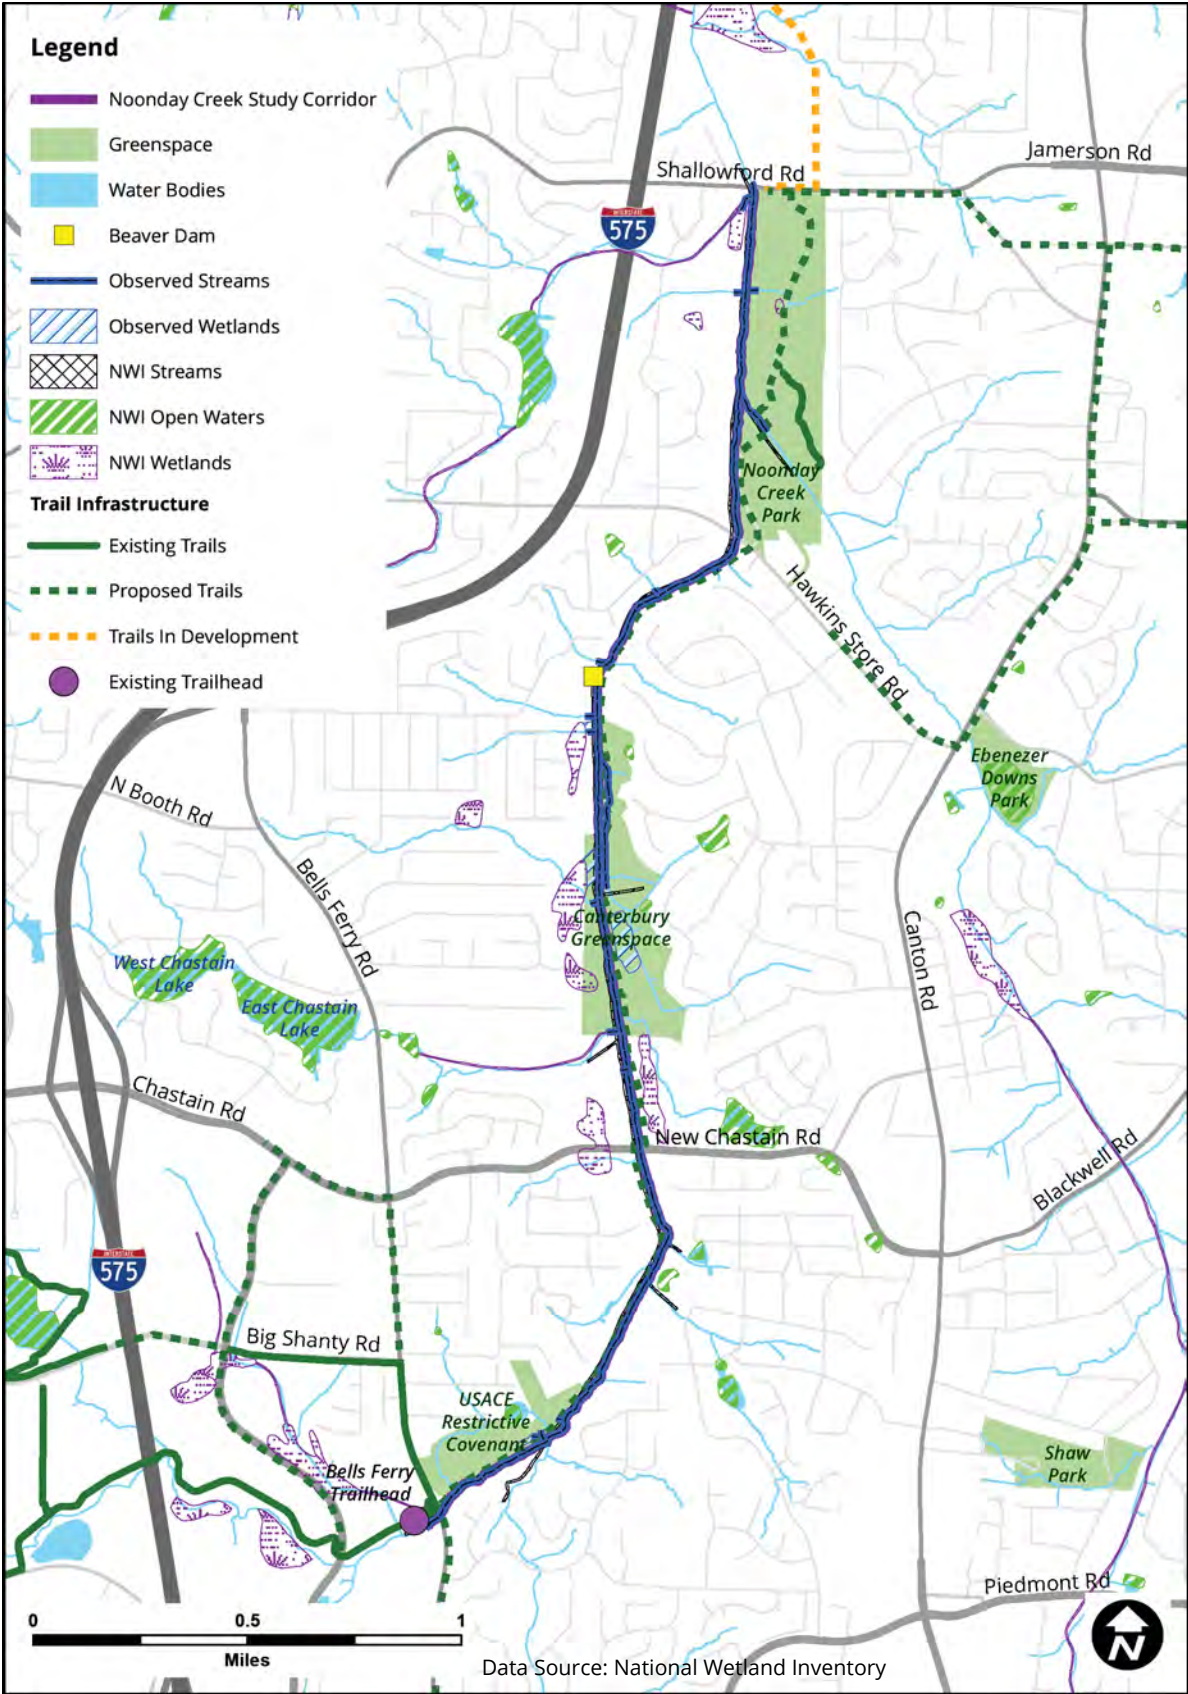 Legend
Noonday Creek Study Corridor
Greenspace
Water Bodies
Beaver Dam
Observed Streams
Observed Wetlands
NWI Streams
NWI Open Waters
NWI Wetlands
Trail Infrastructure
Existing Trails
Proposed Trails
Trails In Development
Existing Trailhead
Shallowford Rd
Jamerson Rd
INTERSTATE
575
Noonday
Creek
Park
Hawkins Store Rd
Ebenezer
Downs
Park
N Booth Rd
Bells Ferry Rd
Canterbury
Greenspace
Canton Rd
West Chastain
Lake
East Chastain
Lake
Chastain Rd
New Chastain Rd
Blackwell Rd
INTERSTATE
575
Big Shanty Rd
USACE
Restrictive
Covenant
Bells Ferry
Trailhead
Shaw
Park
Piedmont Rd
0 0.5 1
Miles
N
Data Source: National Wetland Inventory